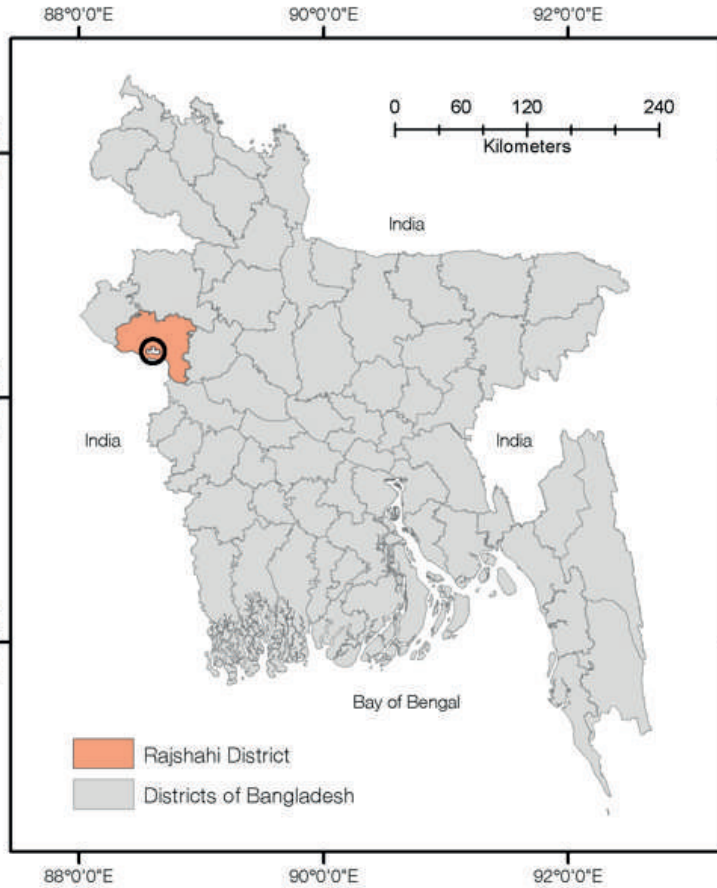 88°0'0"E 90°0'0"E 92°0'0"E
0 60 120 240
Kilometers
India
India
India
Bay of Bengal
Rajshahi District
Districts of Bangladesh
88°0'0"E 90°0'0"E 92°0'0"E